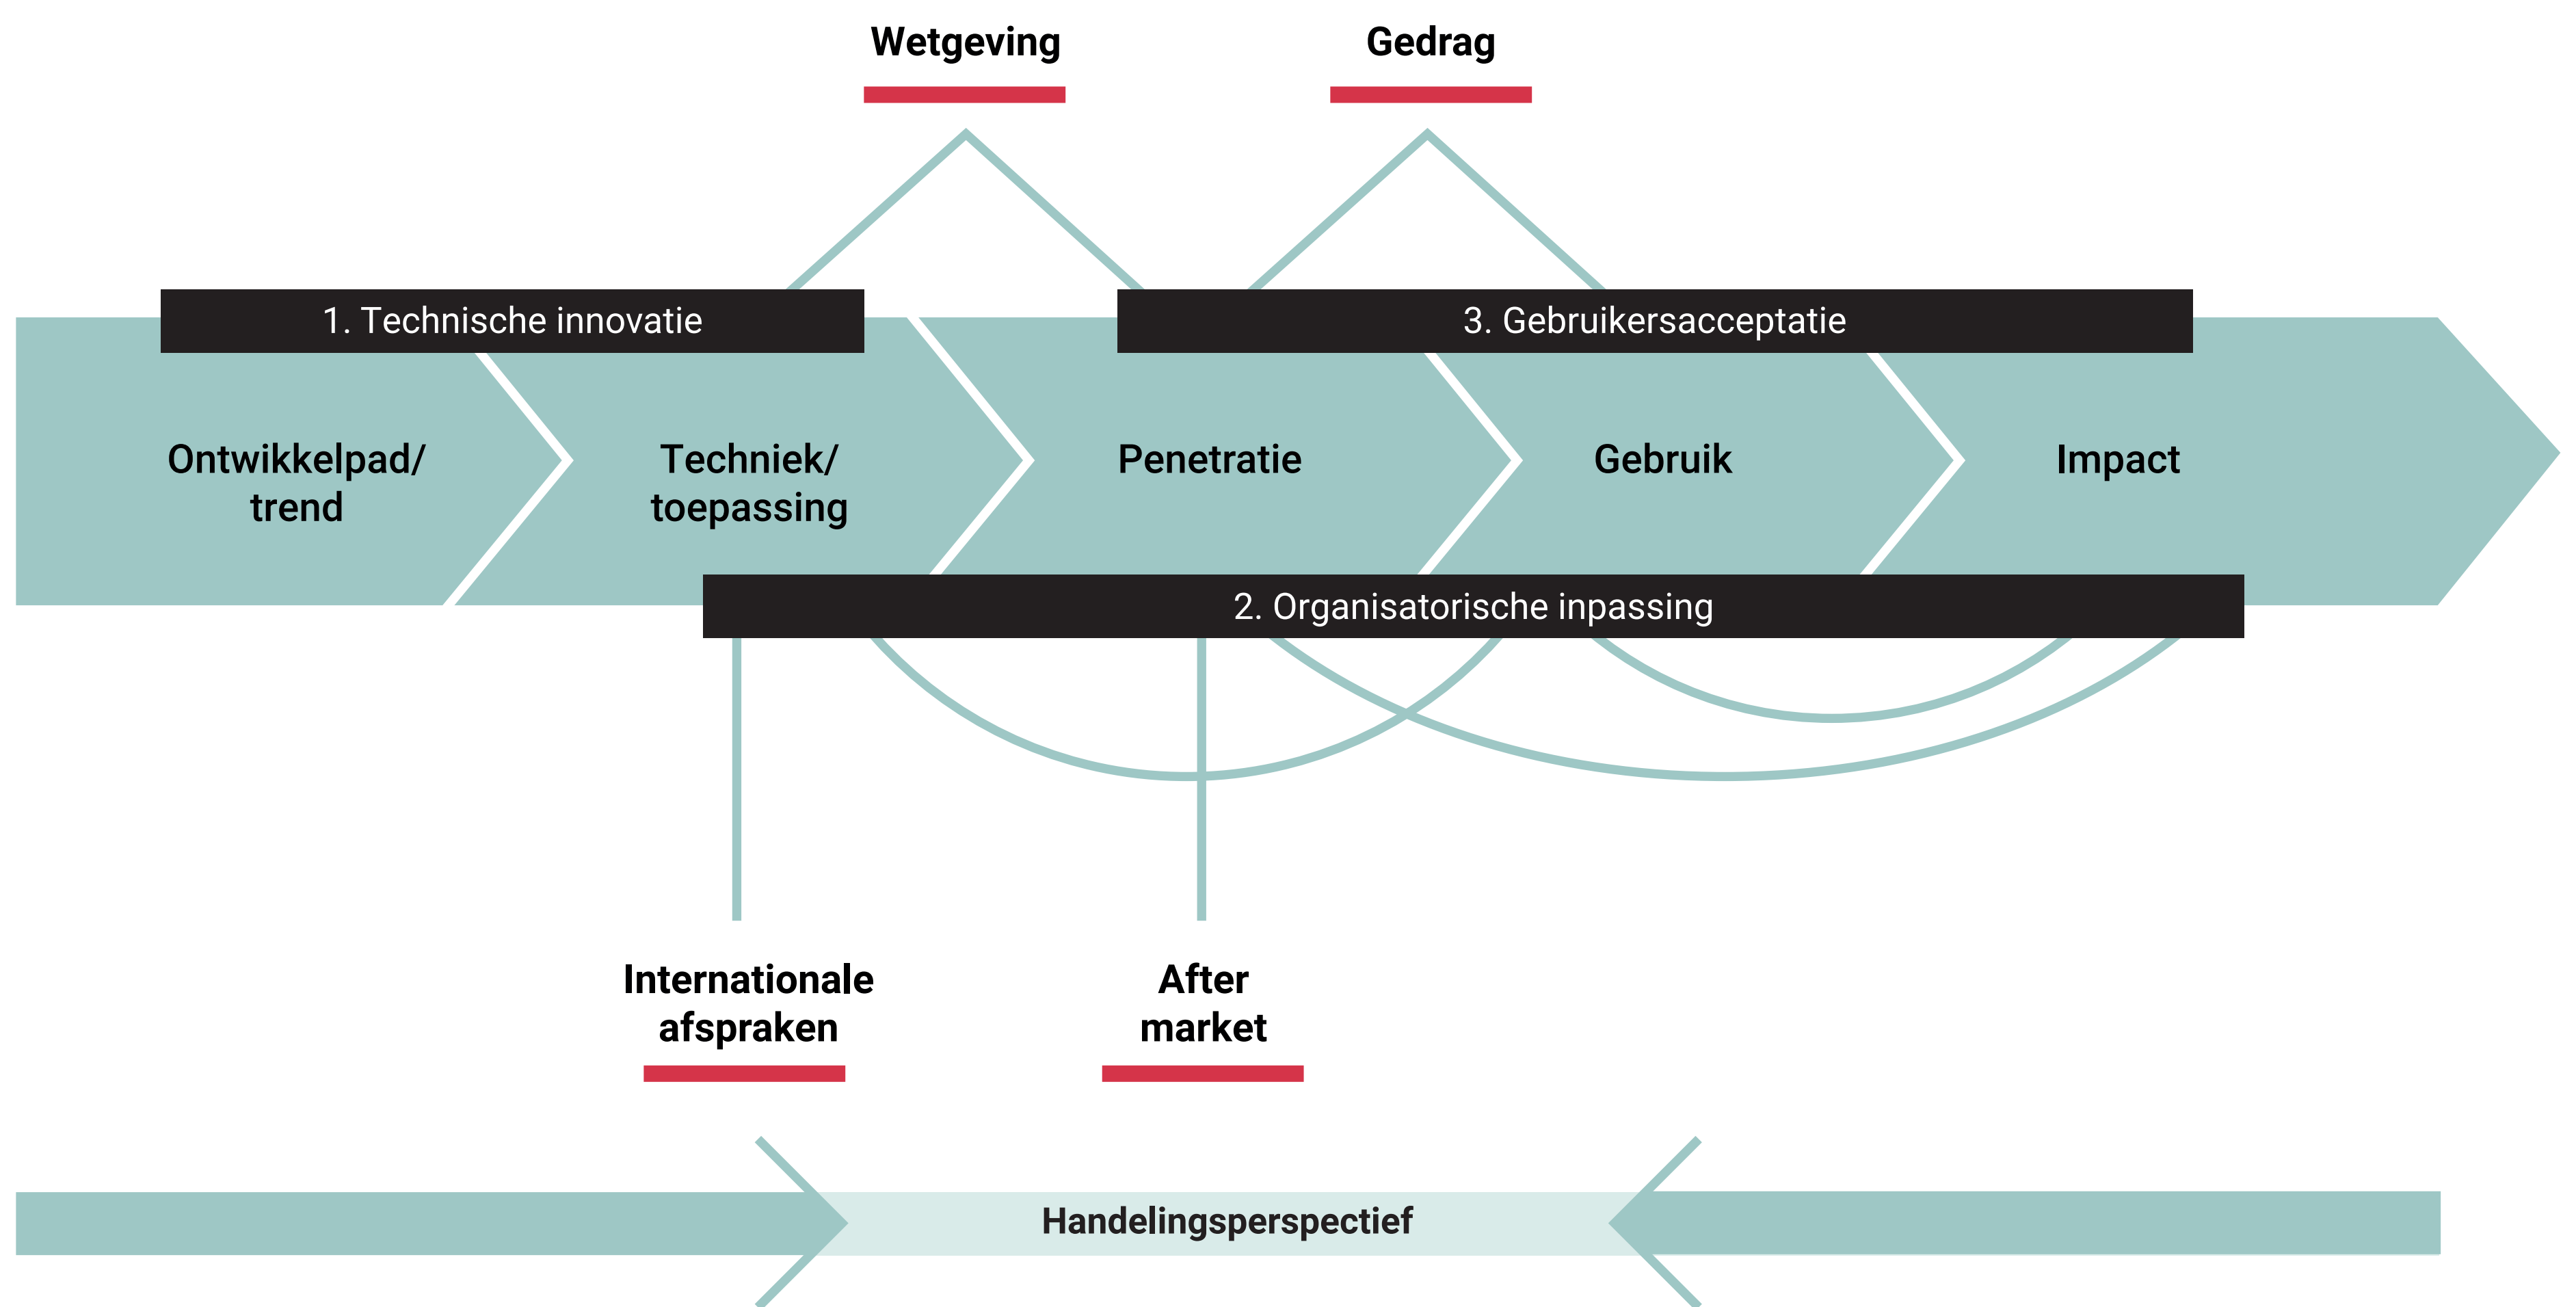 Wetgeving
Gedrag
1. Technische innovatie
3. Gebruikersacceptatie
Ontwikkelpad/
trend
Techniek/
toepassing
Penetratie
Gebruik
Impact
2. Organisatorische inpassing
Internationale
afspraken
After
market
Handelingsperspectief